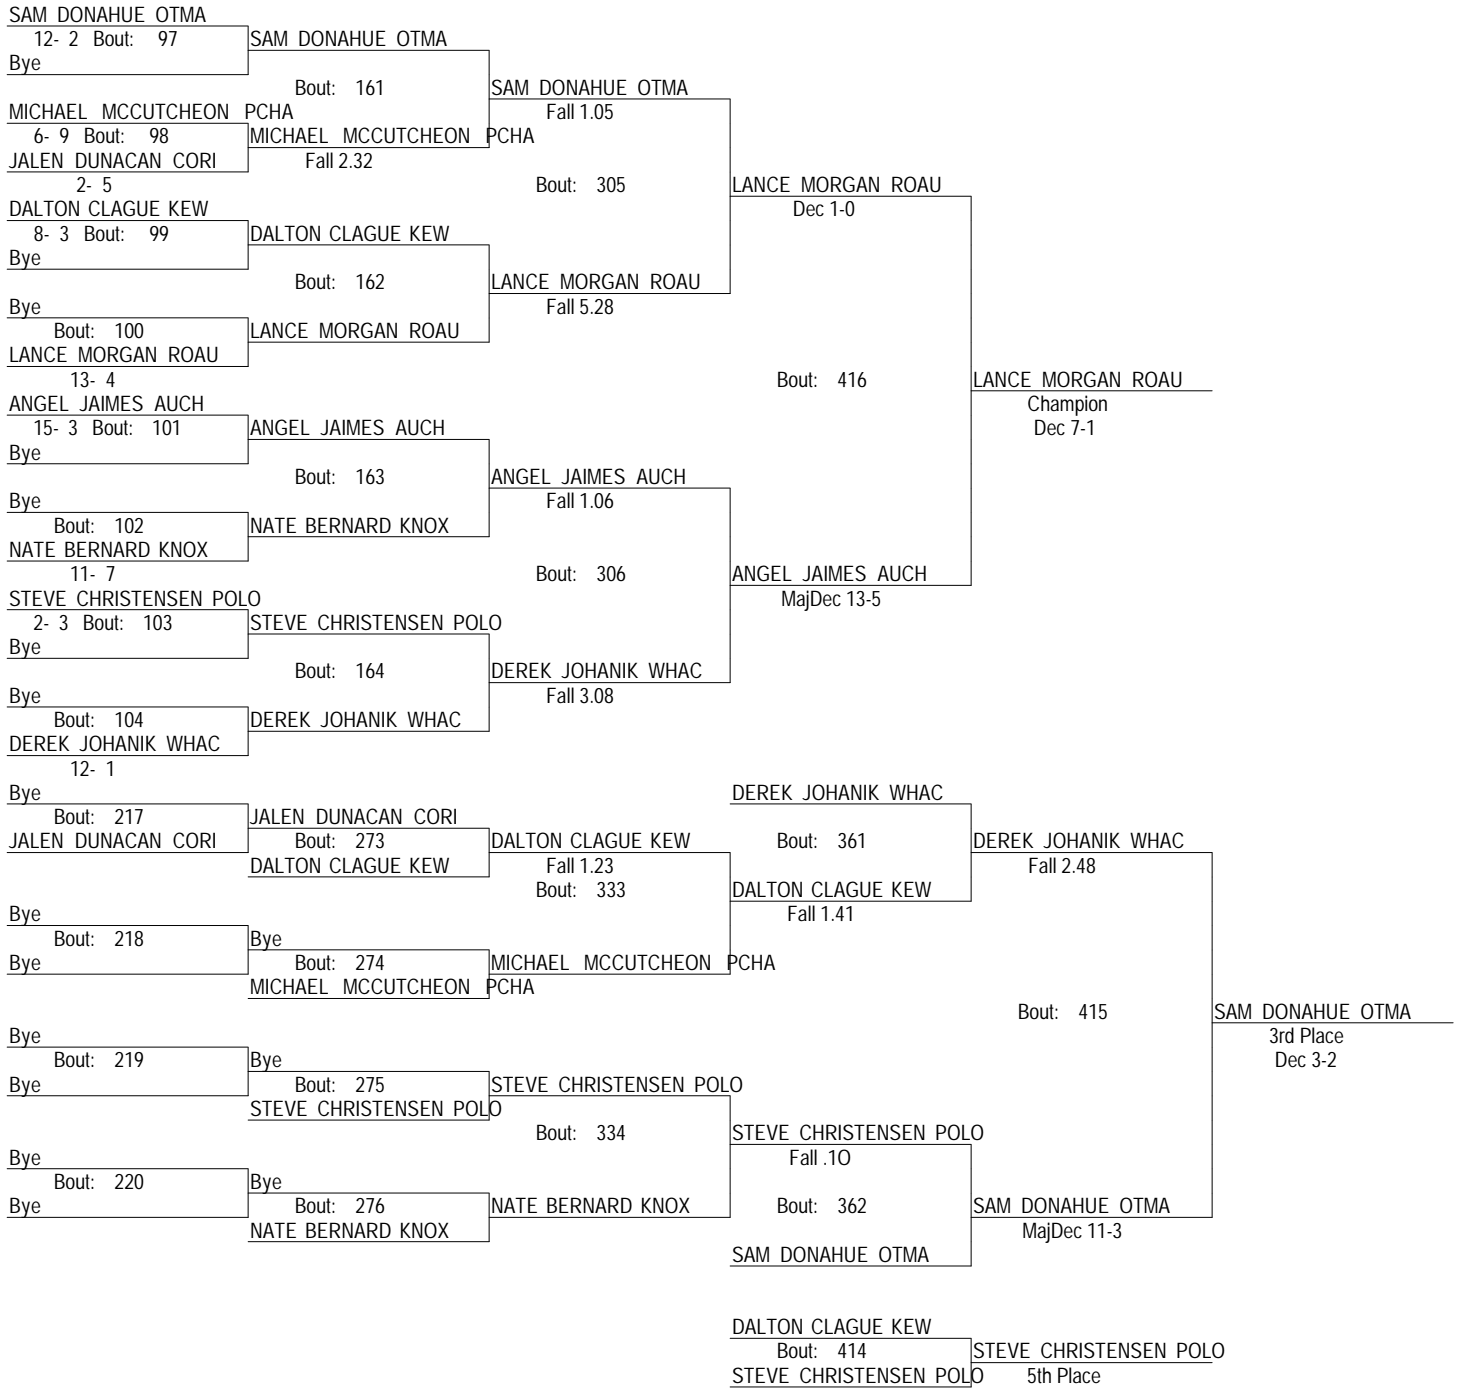 SAM DONAHUE OTMA
12- 2 Bout: 97
SAM DONAHUE OTMA
Bye
Bout: 161
SAM DONAHUE OTMA
MICHAEL MCCUTCHEON PCHA
Fall 1.05
6- 9 Bout: 98
MICHAEL MCCUTCHEON PCHA
JALEN DUNACAN CORI
Fall 2.32
2- 5
Bout: 305
LANCE MORGAN ROAU
DALTON CLAGUE KEW
Dec 1-0
8- 3 Bout: 99
DALTON CLAGUE KEW
Bye
Bout: 162
LANCE MORGAN ROAU
Bye
Fall 5.28
Bout: 100
LANCE MORGAN ROAU
LANCE MORGAN ROAU
13- 4
Bout: 416
LANCE MORGAN ROAU
ANGEL JAIMES AUCH
Champion
15- 3 Bout: 101
ANGEL JAIMES AUCH
Dec 7-1
Bye
Bout: 163
ANGEL JAIMES AUCH
Bye
Fall 1.06
Bout: 102
NATE BERNARD KNOX
NATE BERNARD KNOX
11- 7
Bout: 306
ANGEL JAIMES AUCH
STEVE CHRISTENSEN POLO
MajDec 13-5
2- 3 Bout: 103
STEVE CHRISTENSEN POLO
Bye
Bout: 164
DEREK JOHANIK WHAC
Bye
Fall 3.08
Bout: 104
DEREK JOHANIK WHAC
DEREK JOHANIK WHAC
12- 1
Bye
DEREK JOHANIK WHAC
Bout: 217
JALEN DUNACAN CORI
JALEN DUNACAN CORI
Bout: 273
DALTON CLAGUE KEW
Bout: 361
DEREK JOHANIK WHAC
DALTON CLAGUE KEW
Fall 1.23
Fall 2.48
Bout: 333
DALTON CLAGUE KEW
Bye
Fall 1.41
Bout: 218
Bye
Bye
Bout: 274
MICHAEL MCCUTCHEON PCHA
MICHAEL MCCUTCHEON PCHA
Bout: 415
SAM DONAHUE OTMA
Bye
3rd Place
Bout: 219
Bye
Dec 3-2
Bye
Bout: 275
STEVE CHRISTENSEN POLO
STEVE CHRISTENSEN POLO
Bout: 334
STEVE CHRISTENSEN POLO
Bye
Fall .1O
Bout: 220
Bye
Bye
Bout: 276
NATE BERNARD KNOX
Bout: 362
SAM DONAHUE OTMA
NATE BERNARD KNOX
MajDec 11-3
SAM DONAHUE OTMA
DALTON CLAGUE KEW
Bout: 414
STEVE CHRISTENSEN POLO
STEVE CHRISTENSEN POLO
5th Place